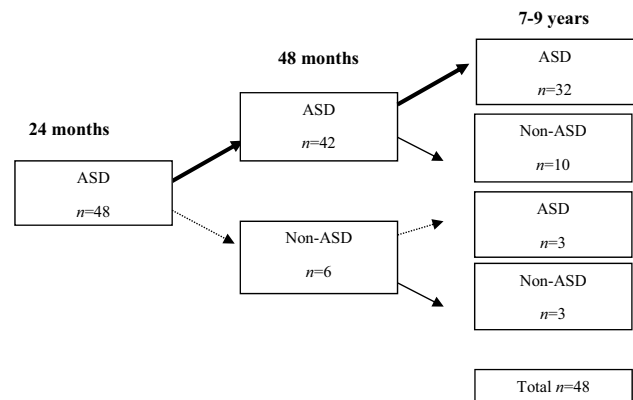 24 months
ASD
n=48
48 months
ASD
n=42
Non-ASD
n=6
7-9 years
ASD
n=32
Non-ASD
n=10
ASD
n=3
Non-ASD
n=3
Total n=48